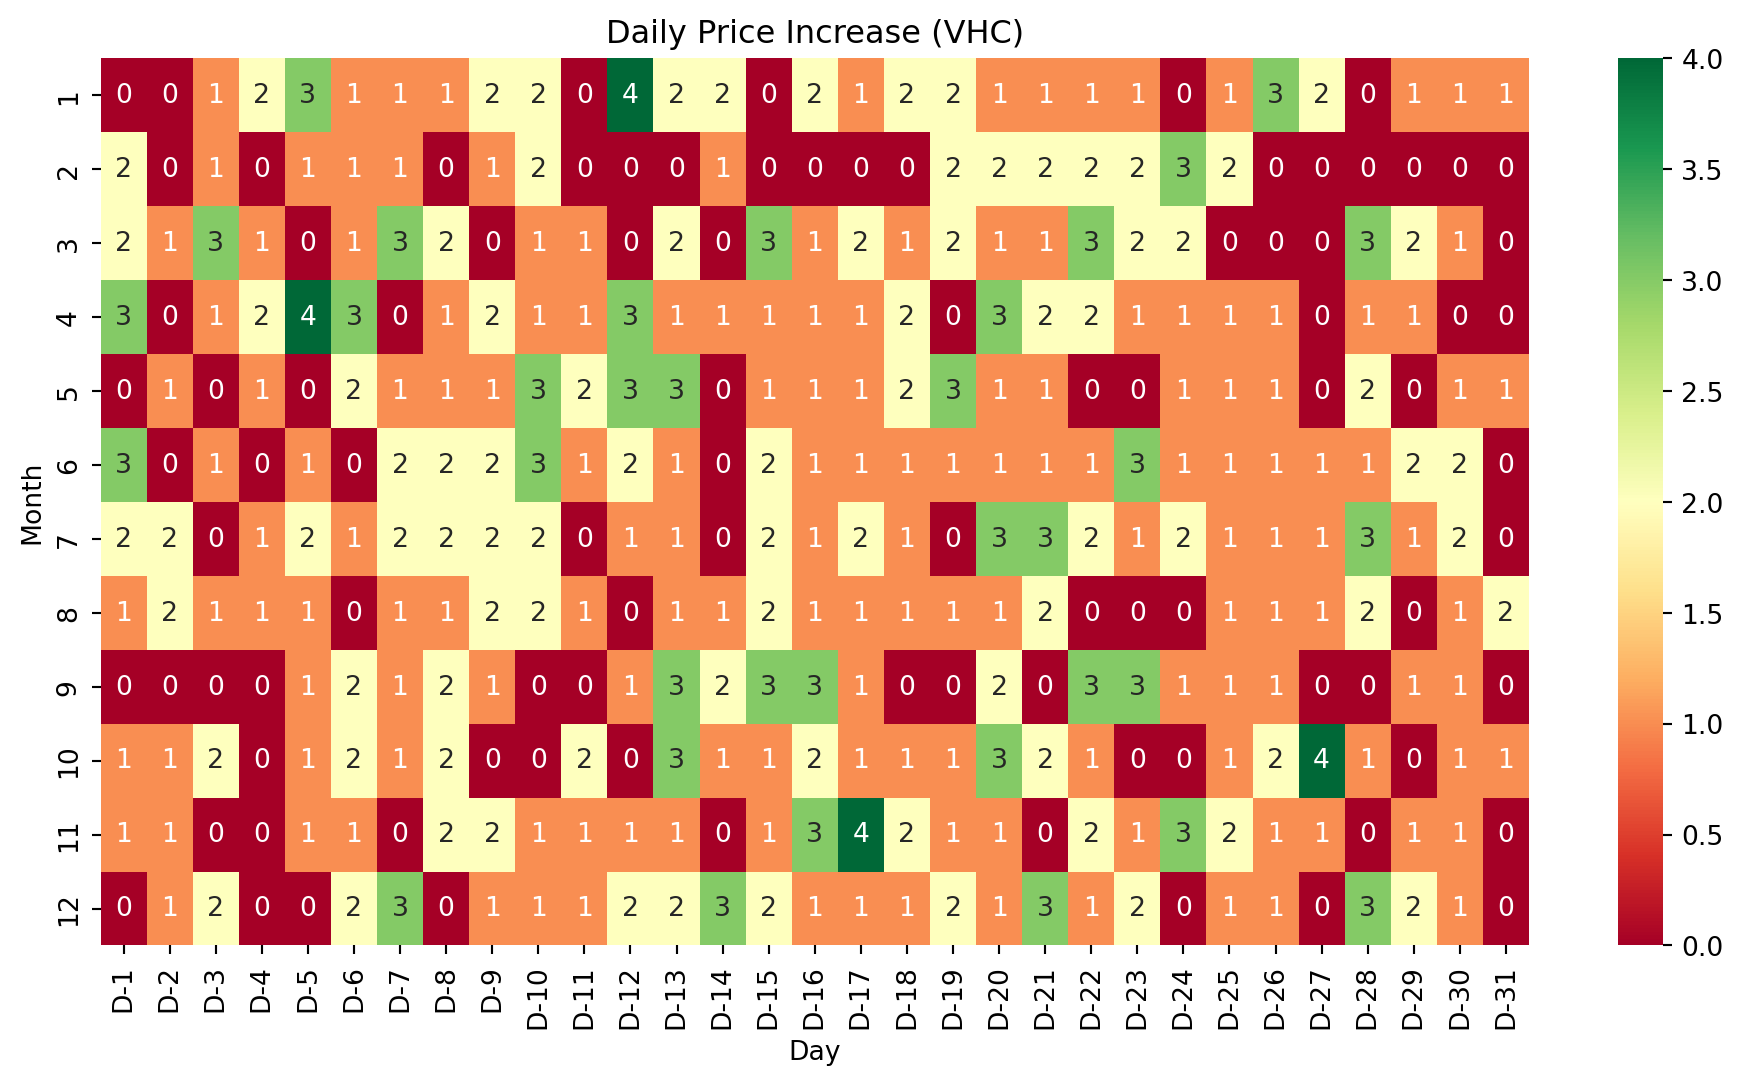 Daily Price Increase (VHC)
1 0 0 1 2 3 1 1 1 2 2 0 4 2 2 0 2 1 2 2 1 1 1 1 0 1 3 2 0 1 1 1
2 2 0 1 0 1 1 1 0 1 2 0 0 0 1 0 0 0 0 2 2 2 2 2 3 2 0 0 0 0 0 0
3 2 1 3 1 0 1 3 2 0 1 1 0 2 0 3 1 2 1 2 1 1 3 2 2 0 0 0 3 2 1 0
4 3 0 1 2 4 3 0 1 2 1 1 3 1 1 1 1 1 2 0 3 2 2 1 1 1 1 0 1 1 0 0
5 0 1 0 1 0 2 1 1 1 3 2 3 3 0 1 1 1 2 3 1 1 0 0 1 1 1 0 2 0 1 1
6 3 0 1 0 1 0 2 2 2 3 1 2 1 0 2 1 1 1 1 1 1 1 3 1 1 1 1 1 2 2 0
7 2 2 0 1 2 1 2 2 2 2 0 1 1 0 2 1 2 1 0 3 3 2 1 2 1 1 1 3 1 2 0
8 1 2 1 1 1 0 1 1 2 2 1 0 1 1 2 1 1 1 1 1 2 0 0 0 1 1 1 2 0 1 2
9 0 0 0 0 1 2 1 2 1 0 0 1 3 2 3 3 1 0 0 2 0 3 3 1 1 1 0 0 1 1 0
10 1 1 2 0 1 2 1 2 0 0 2 0 3 1 1 2 1 1 1 3 2 1 0 0 1 2 4 1 0 1 1
11 1 1 0 0 1 1 0 2 2 1 1 1 1 0 1 3 4 2 1 1 0 2 1 3 2 1 1 0 1 1 0
12 0 1 2 0 0 2 3 0 1 1 1 2 2 3 2 1 1 1 2 1 3 1 2 0 1 1 0 3 2 1 0
D-1 D-2 D-3 D-4 D-5 D-6 D-7 D-8 D-9 D-10 D-11 D-12 D-13 D-14 D-15 D-16 D-17 D-18 D-19 D-20 D-21 D-22 D-23 D-24 D-25 D-26 D-27 D-28 D-29 D-30 D-31
Day
Month
4.0
3.5
3.0
2.5
2.0
1.5
1.0
0.5
0.0